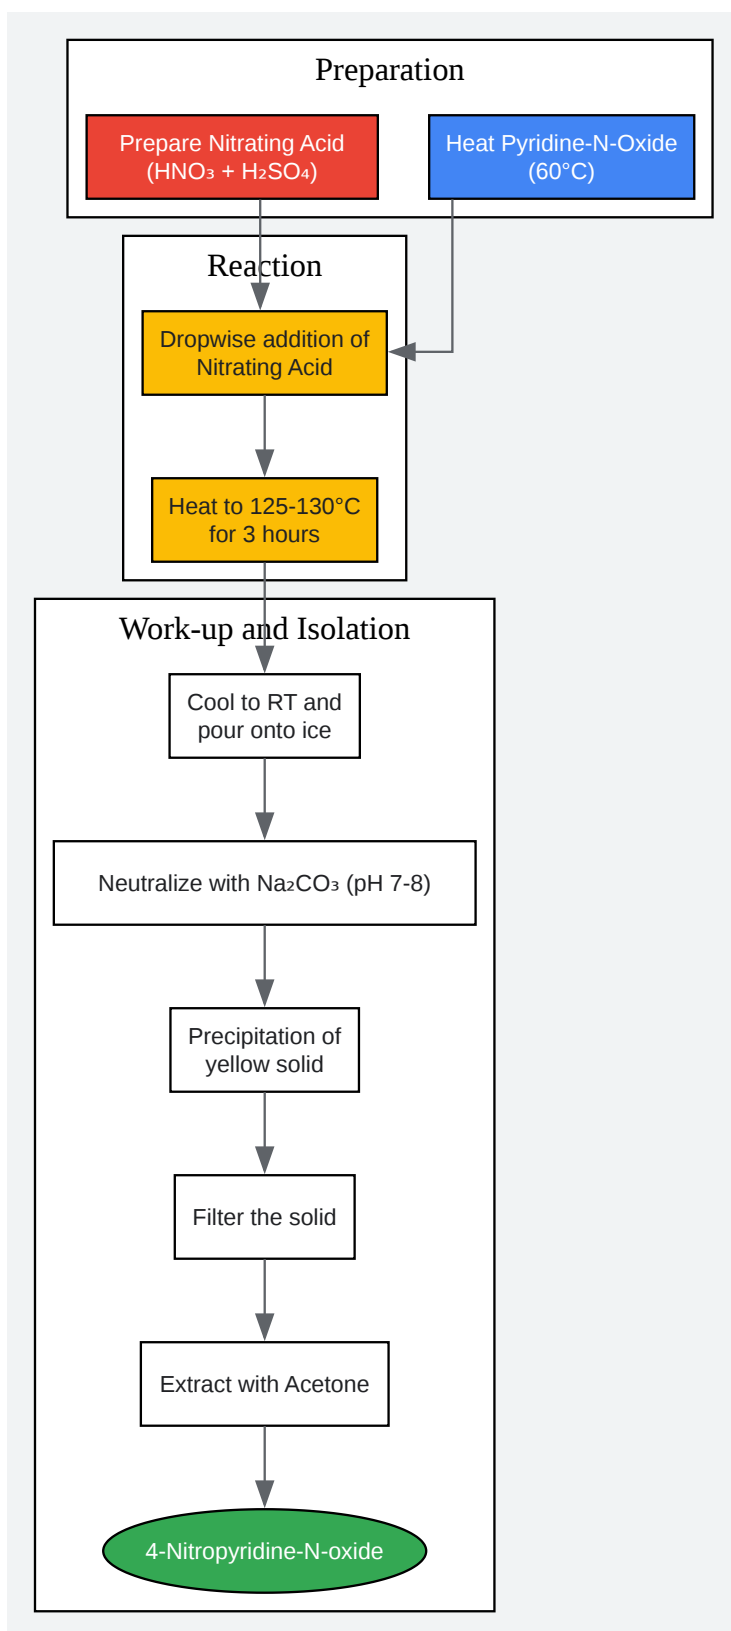 Preparation
Prepare Nitrating Acid
(HNO₃ + H₂SO₄)
Heat Pyridine-N-Oxide
(60°C)
Reaction
Dropwise addition of
Nitrating Acid
Heat to 125-130°C
for 3 hours
Work-up and Isolation
Cool to RT and
pour onto ice
Neutralize with Na₂CO₃ (pH 7-8)
Precipitation of
yellow solid
Filter the solid
Extract with Acetone
4-Nitropyridine-N-oxide